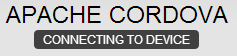 APACHE CORDOVA
CONNECTING TO DEVICE